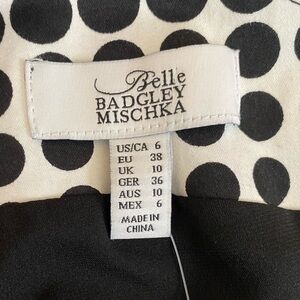 Belle
BADGLEY
MISCHKA
US/CA 6
EU 38
UK 10
GER 36
AUS 10
MEX 6
MADE IN
CHINA